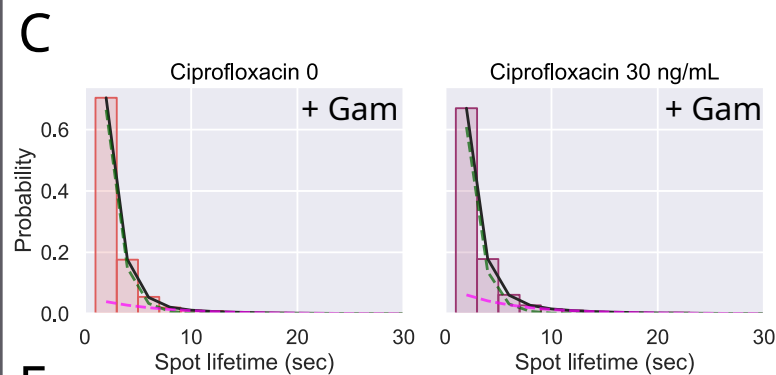 C
Ciprofloxacin 0
Ciprofloxacin 30 ng/mL
+ Gam
+ Gam
Probability
0.6
0.4
0.2
0.0
0 10 20 30
0 10 20 30
Spot lifetime (sec)
Spot lifetime (sec)